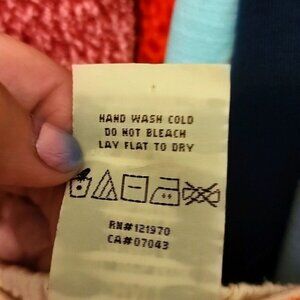 HAND WASH COLD
DO NOT BLEACH
LAY FLAT TO DRY
RN#121970
CA#07043